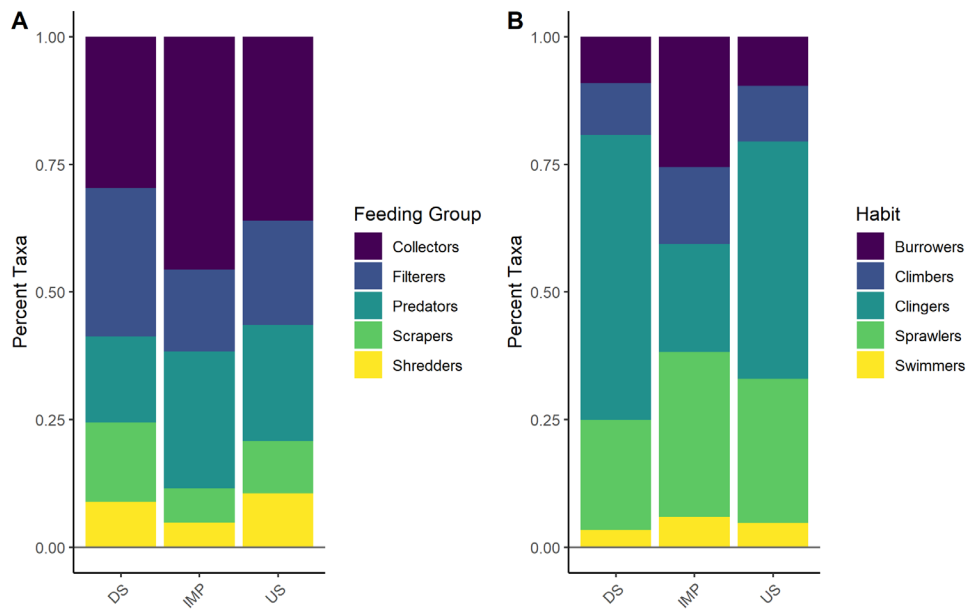 A
Percent Taxa
1.00
0.75
0.50
0.25
0.00
DS
IMP
US
Feeding Group
Collectors
Filterers
Predators
Scrapers
Shredders
B
Percent Taxa
1.00
0.75
0.50
0.25
0.00
DS
IMP
US
Habit
Burrowers
Climbers
Clingers
Sprawlers
Swimmers